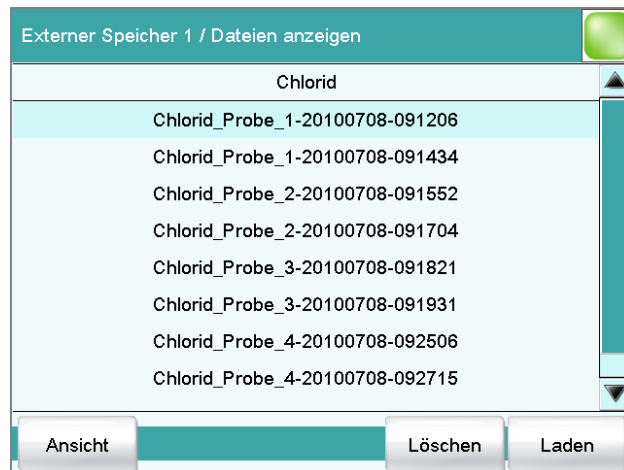 Externer Speicher 1 / Dateien anzeigen
Chlorid
Chlorid_Probe_1-20100708-091206
Chlorid_Probe_1-20100708-091434
Chlorid_Probe_2-20100708-091552
Chlorid_Probe_2-20100708-091704
Chlorid_Probe_3-20100708-091821
Chlorid_Probe_3-20100708-091931
Chlorid_Probe_4-20100708-092506
Chlorid_Probe_4-20100708-092715
Ansicht Löschen Laden